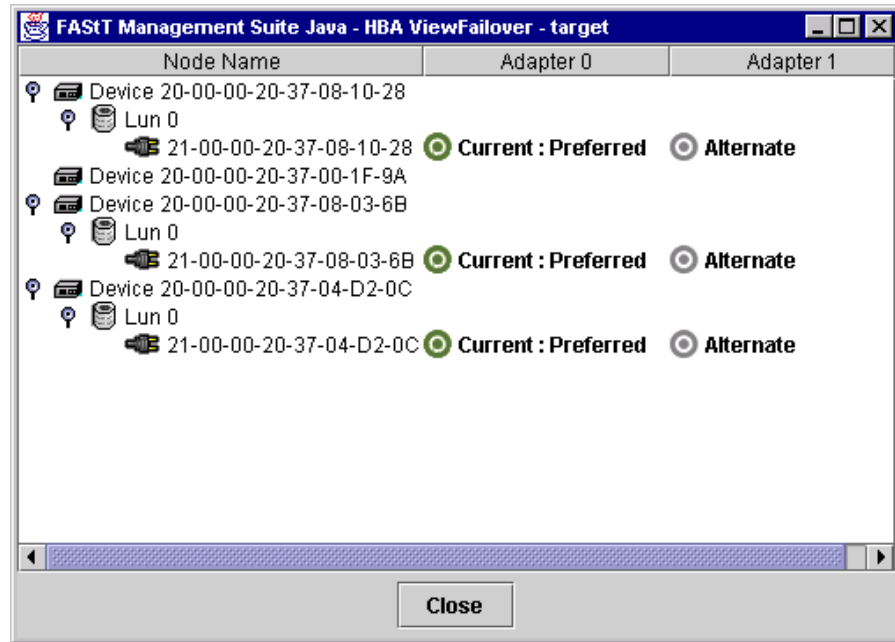 FAStT Management Suite Java - HBA ViewFailover - target
Node Name Adapter 0 Adapter 1
Device 20-00-00-20-37-08-10-28
Lun 0
21-00-00-20-37-08-10-28 Current : Preferred Alternate
Device 20-00-00-20-37-00-1F-9A
Device 20-00-00-20-37-08-03-6B
Lun 0
21-00-00-20-37-08-03-6B Current : Preferred Alternate
Device 20-00-00-20-37-04-D2-0C
Lun 0
21-00-00-20-37-04-D2-0C Current : Preferred Alternate
Close